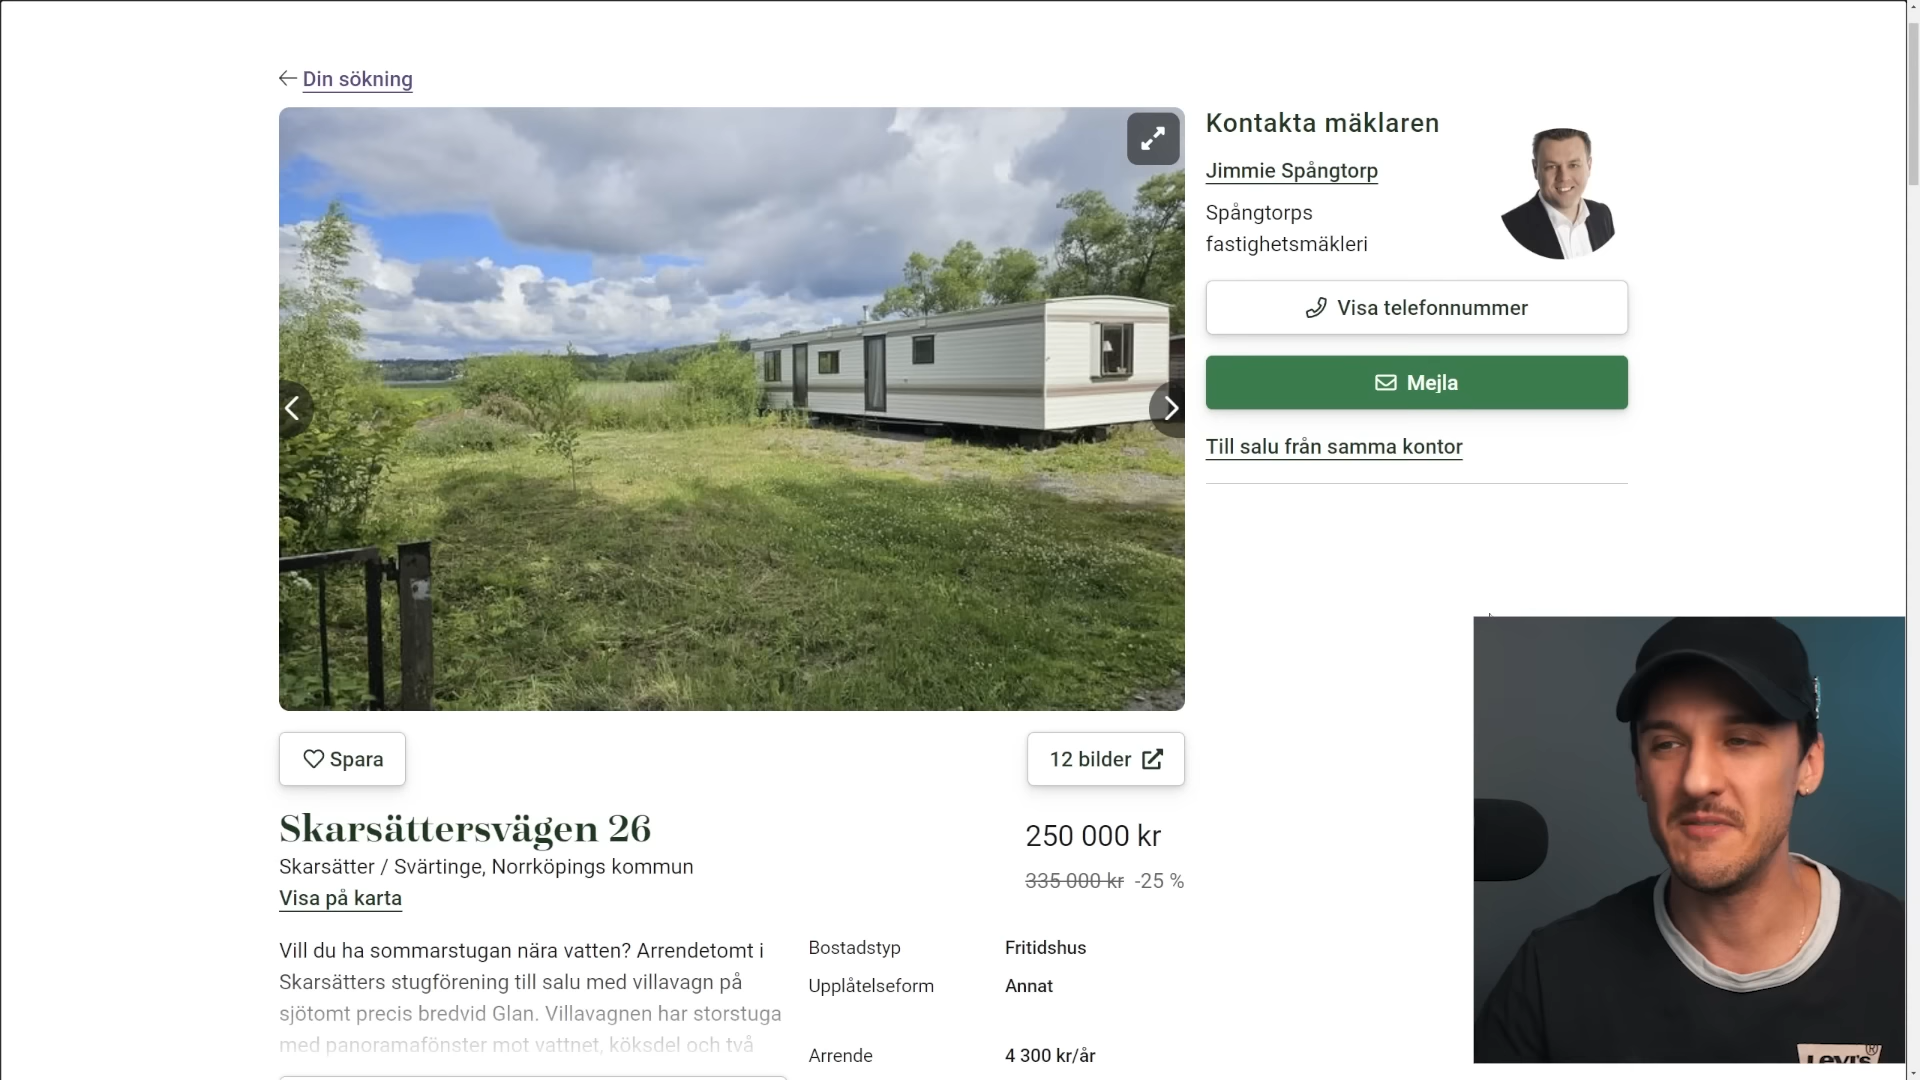 Din sökning
Kontakta mäklaren
Jimmie Spångtorp
Spångtorps
fastighetsmäkleri
Visa telefonnummer
Mejla
Till salu från samma kontor
Spara
12 bilder
Skarsättersvägen 26
250 000 kr
Skarsätter / Svärtinge, Norrköpings kommun
335 000 kr -25 %
Visa på karta
Vill du ha sommarstugan nära vatten? Arrendetomt i
Skarsätters stugförening till salu med villavagn på
sjötomt precis bredvid Glan. Villavagnen har storstuga
med panoramafönster mot vattnet, köksdel och två
Bostadstyp Fritidshus
Upplåtelseform Annat
Arrende 4 300 kr/år
Levi's ®